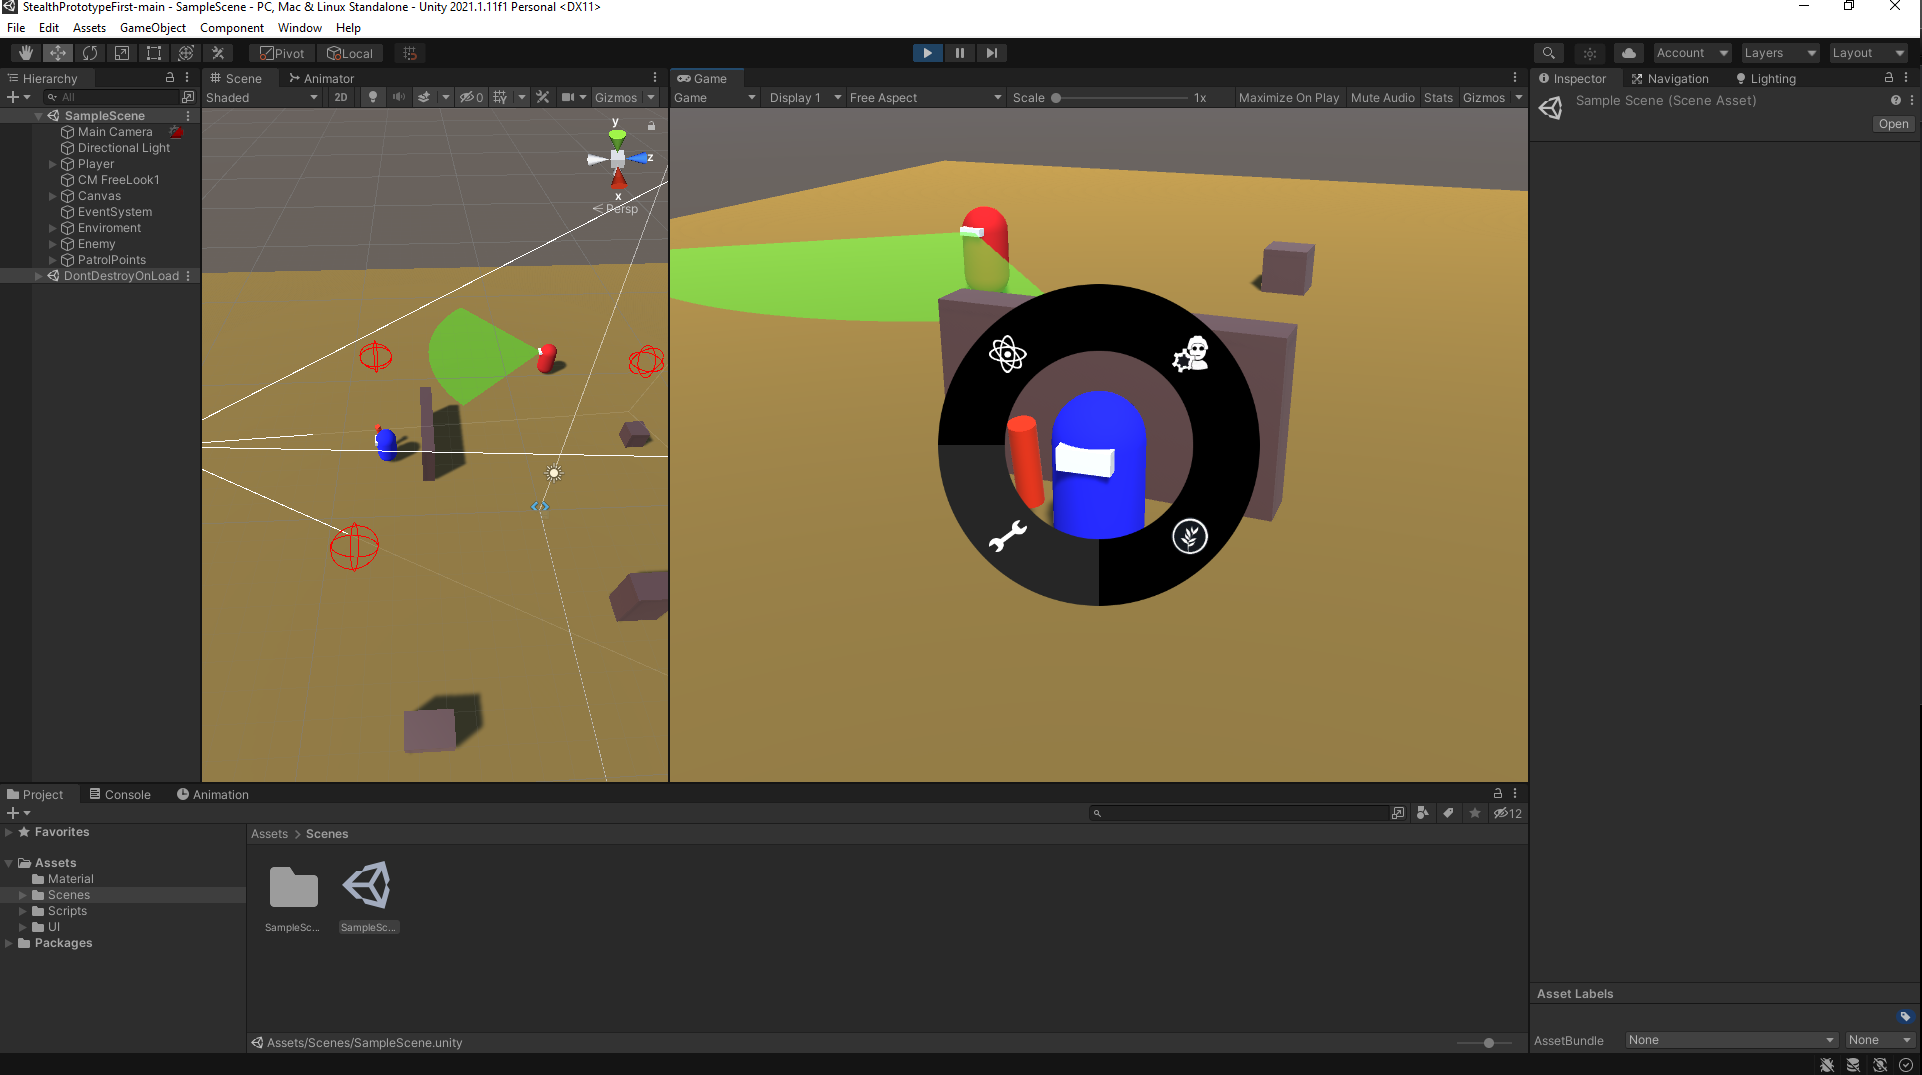 StealthPrototypeFirst-main - SampleScene - PC, Mac & Linux Standalone - Unity 2021.1.11f1 Personal <DX11>
File Edit Assets GameObject Component Window Help
Pivot Local Account Layers Layout
Hierarchy
All
SampleScene
Main Camera
Directional Light
Player
CM FreeLook1
Canvas
EventSystem
Enviroment
Enemy
PatrolPoints
DontDestroyOnLoad
Scene Animator
Shaded 2D 0 Gizmos
y
z
x
Persp
Game
Game Display 1 Free Aspect Scale 1x Maximize On Play Mute Audio Stats Gizmos
Inspector Navigation Lighting
Sample Scene (Scene Asset)
Open
Project Console Animation
12
Favorites
Assets
Material
Scenes
Scripts
UI
Packages
Assets > Scenes
SampleSc...
SampleSc...
Assets/Scenes/SampleScene.unity
Asset Labels
AssetBundle None None